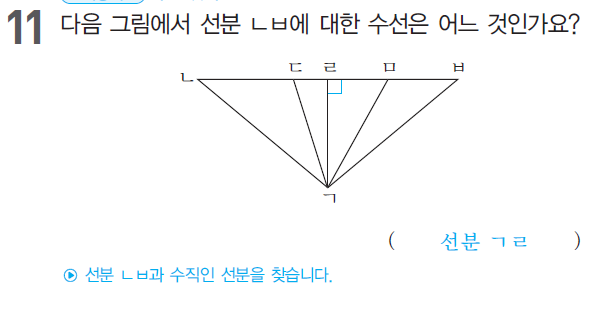 11 다음 그림에서 선분 ㄴㅂ에 대한 수선은 어느 것인가요?
ㄴ ㄷ ㄹ ㅁ ㅂ
ㄱ
( 선분 ㄱㄹ )
선분 ㄴㅂ과 수직인 선분을 찾습니다.